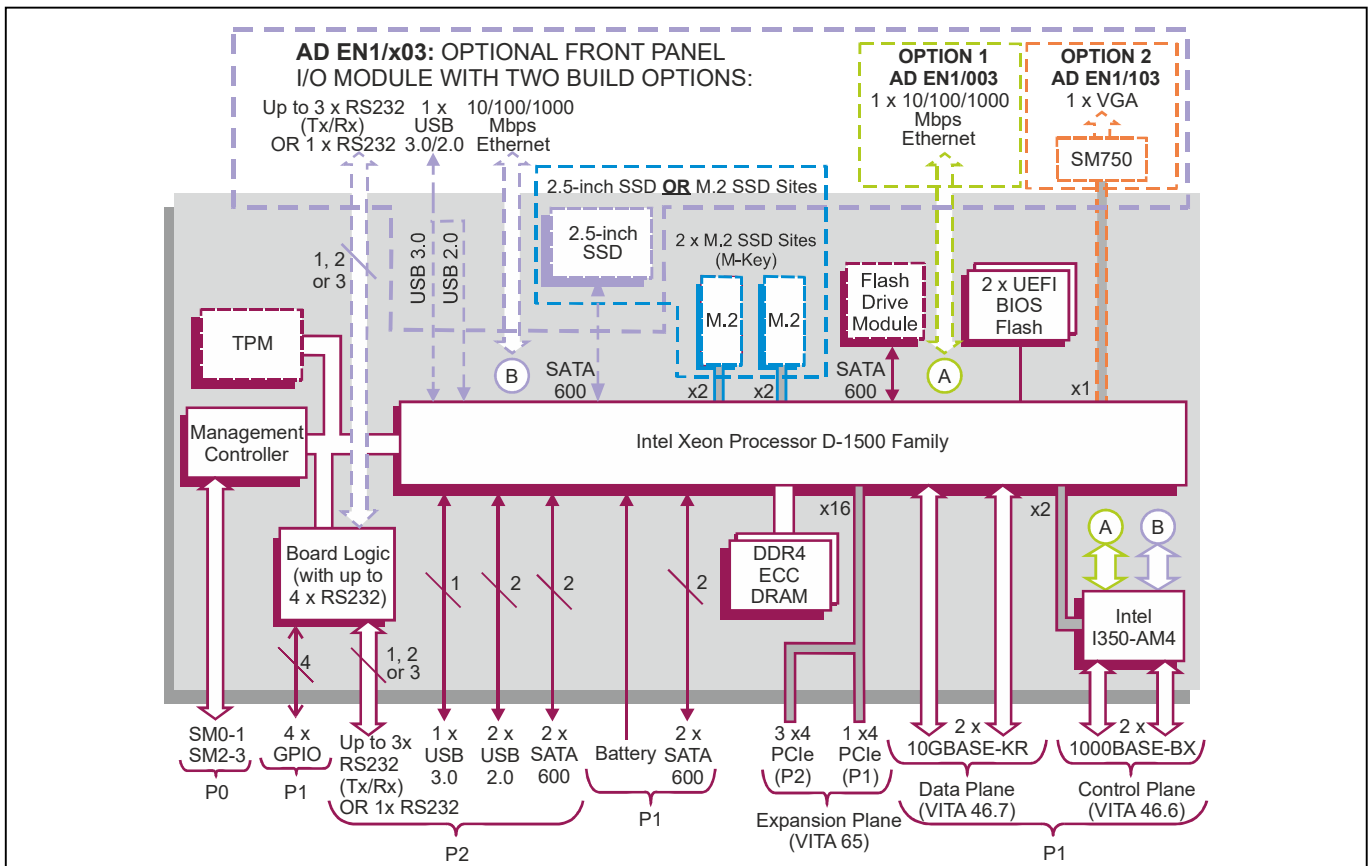 AD EN1/x03: OPTIONAL FRONT PANEL
I/O MODULE WITH TWO BUILD OPTIONS:
Up to 3 x RS232
(Tx/Rx)
OR 1 x RS232
1 x
USB
3.0/2.0
10/100/1000
Mbps
Ethernet
OPTION 1
AD EN1/003
1 x 10/100/1000
Mbps
Ethernet
OPTION 2
AD EN1/103
1 x VGA
SM750
2.5-inch SSD OR M.2 SSD Sites
2.5-inch
SSD
2 x M.2 SSD Sites
(M-Key)
M.2
M.2
1, 2
or 3
USB 3.0
USB 2.0
Flash
Drive
Module
2 x UEFI
BIOS
Flash
TPM
B
SATA
600
x2
x2
SATA
600
A
x1
Management
Controller
Intel Xeon Processor D-1500 Family
x16
x2
A
B
Board Logic
(with up to
4 x RS232)
1
2
2
2
DDR4
ECC
DRAM
Intel
I350-AM4
4
1, 2
or 3
SM0-1
SM2-3
P0
4 x
GPIO
P1
Up to 3x
RS232
(Tx/Rx)
OR 1x RS232
1 x
USB
3.0
2 x
USB
2.0
2 x
SATA
600
P2
Battery
2 x
SATA
600
P1
3 x4
PCIe
(P2)
1 x4
PCIe
(P1)
Expansion Plane
(VITA 65)
2 x
10GBASE-KR
Data Plane
(VITA 46.7)
2 x
1000BASE-BX
Control Plane
(VITA 46.6)
P1